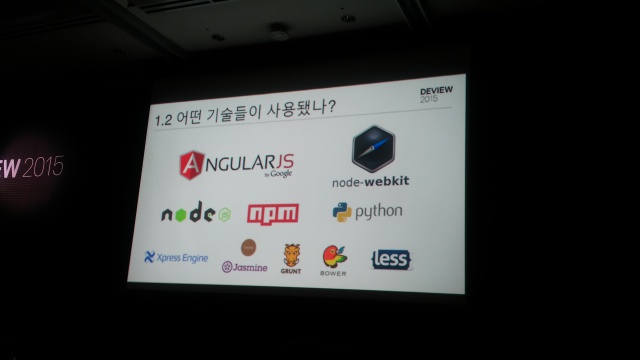 EW 2015
DEVIEW
2015
1.2 어떤 기술들이 사용됐나?
ANGULARJS
by Google
node-webkit
node JS
npm
python
Xpress Engine
Jasmine
GRUNT
BOWER
{less}